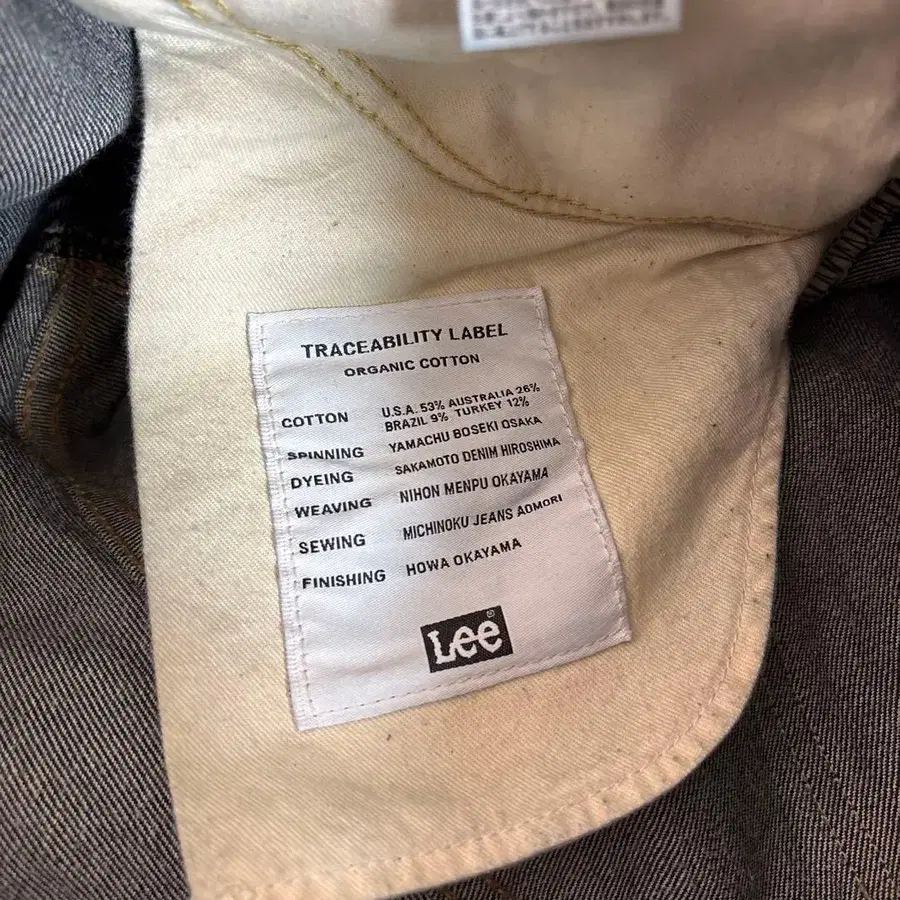 TRACEABILITY LABEL
ORGANIC COTTON
COTTON U.S.A. 53% AUSTRALIA 26%
BRAZIL 9% TURKEY 12%
SPINNING YAMACHU BOSEKI OSAKA
DYEING SAKAMOTO DENIM HIROSHIMA
WEAVING NIHON MENPU OKAYAMA
SEWING MICHINOKU JEANS AOMORI
FINISHING HOWA OKAYAMA
Lee®